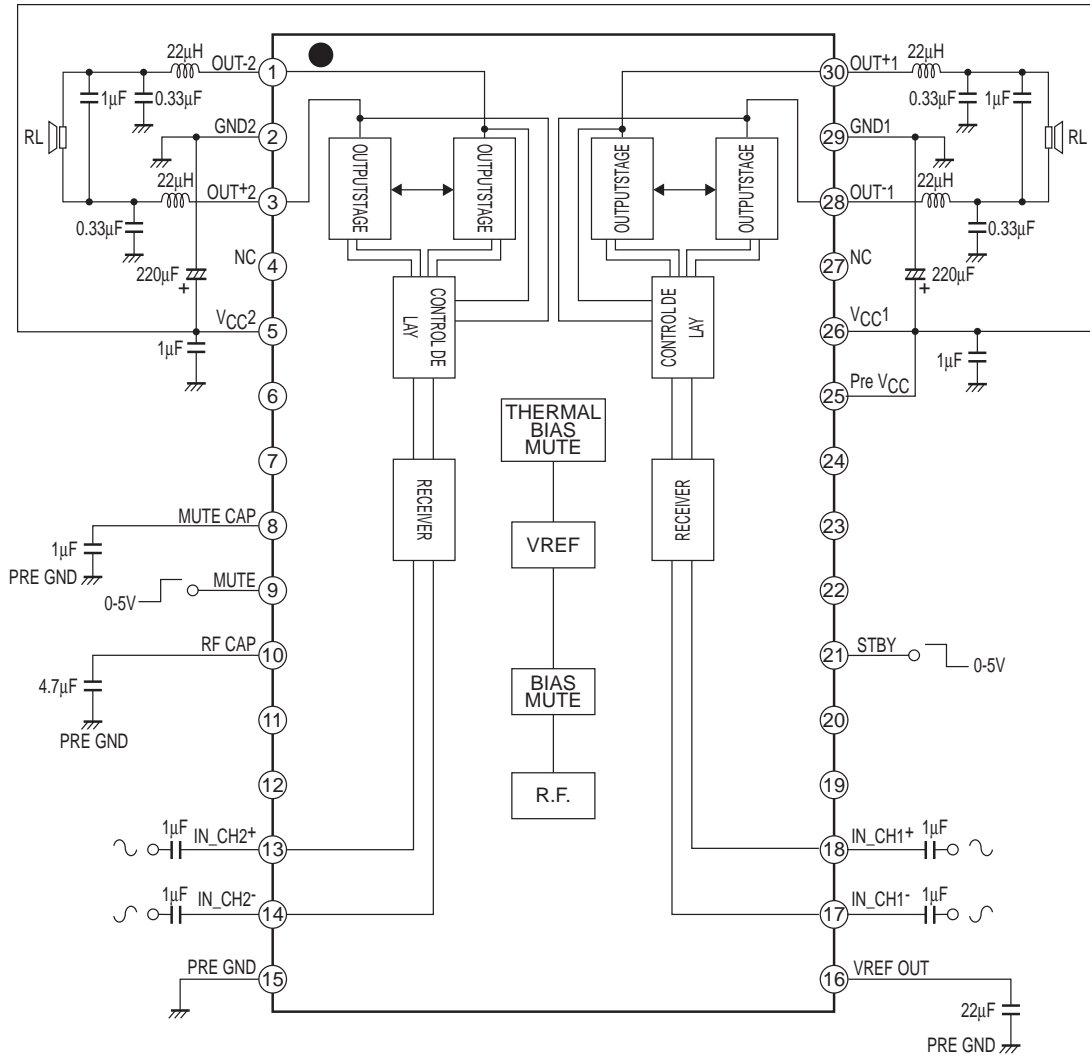 22μH OUT-2 1
1μF
0.33μF
RL
GND2 2
22μH
OUT+2 3
0.33μF
NC 4
220μF
+
VCC2 5
1μF
6
7
MUTE CAP 8
1μF
PRE GND
MUTE 9
0-5V
RF CAP 10
4.7μF
PRE GND
11
12
1μF IN_CH2+ 13
1μF IN_CH2- 14
PRE GND 15
OUTPUTSTAGE
OUTPUTSTAGE
CONTROL DE
LAY
RECEIVER
THERMAL
BIAS
MUTE
VREF
BIAS
MUTE
R.F.
OUTPUTSTAGE
OUTPUTSTAGE
CONTROL DE
LAY
RECEIVER
30 OUT+1 22μH
0.33μF
1μF
RL
29 GND1
22μH
28 OUT-1
0.33μF
27 NC
220μF
+
26 VCC1
1μF
25 Pre VCC
24
23
22
21 STBY
0-5V
20
19
18 IN_CH1+ 1μF
17 IN_CH1- 1μF
16 VREF OUT
22μF
PRE GND